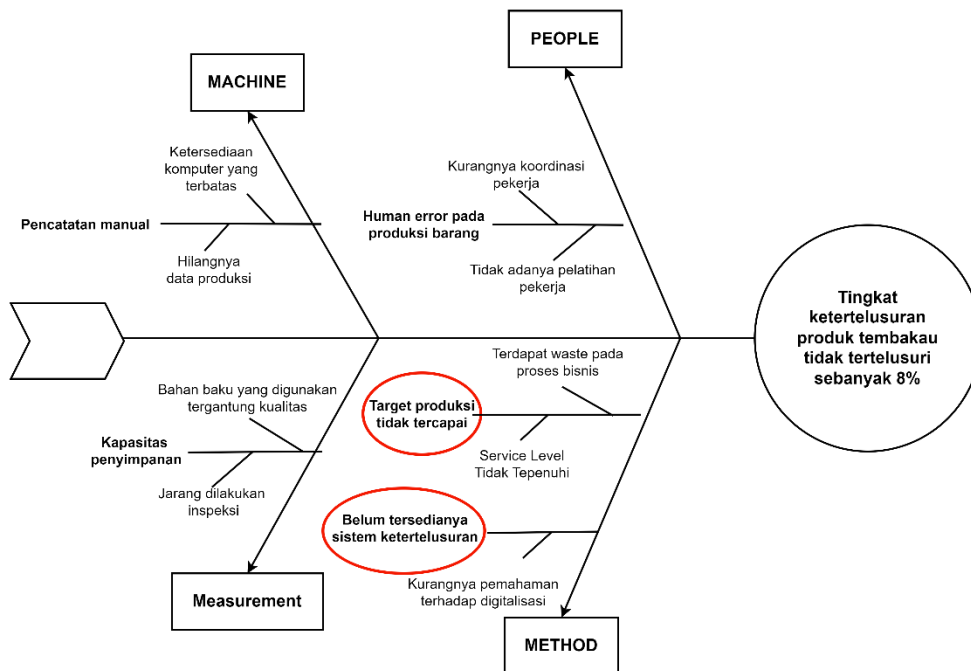 PEOPLE
MACHINE
Ketersediaan
komputer yang
terbatas
Pencatatan manual
Hilangnya
data produksi
Kurangnya koordinasi
pekerja
Human error pada
produksi barang
Tidak adanya pelatihan
pekerja
Tingkat
ketertelusuran
produk tembakau
tidak tertelusuri
sebanyak 8%
Bahan baku yang digunakan
tergantung kualitas
Kapasitas
penyimpanan
Jarang dilakukan
inspeksi
Terdapat waste pada
proses bisnis
Target produksi
tidak tercapai
Service Level
Tidak Tepenuhi
Belum tersedianya
sistem ketertelusuran
Kurangnya pemahaman
terhadap digitalisasi
Measurement
METHOD